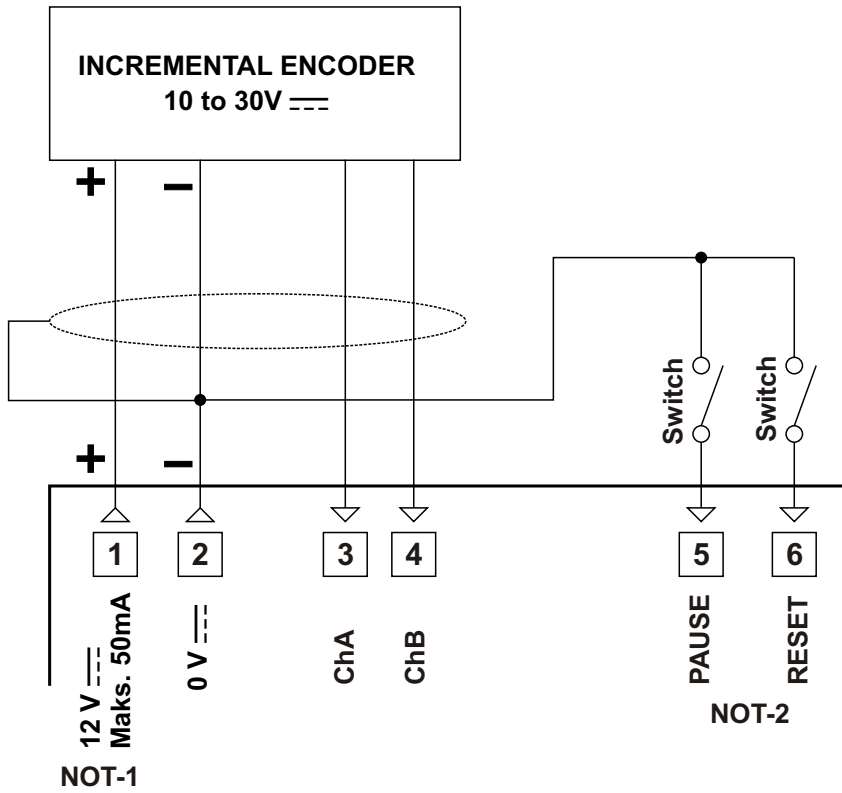 INCREMENTAL ENCODER
10 to 30V
+ −
Switch Switch
+ −
1 2 3 4 5 6
12 V
Maks. 50mA
0 V
ChA
ChB
PAUSE
RESET
NOT-2
NOT-1